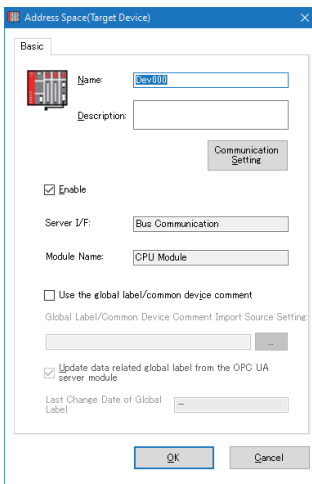 Address Space(Target Device)
Basic
Name:
Dev000
Description:
Communication
Setting
Enable
Server I/F:
Bus Communication
Module Name:
CPU Module
Use the global label/common device comment
Global Label/Common Device Comment Import Source Setting:
...
Update data related global label from the OPC UA
server module
Last Change Date of Global
Label
—
OK
Cancel